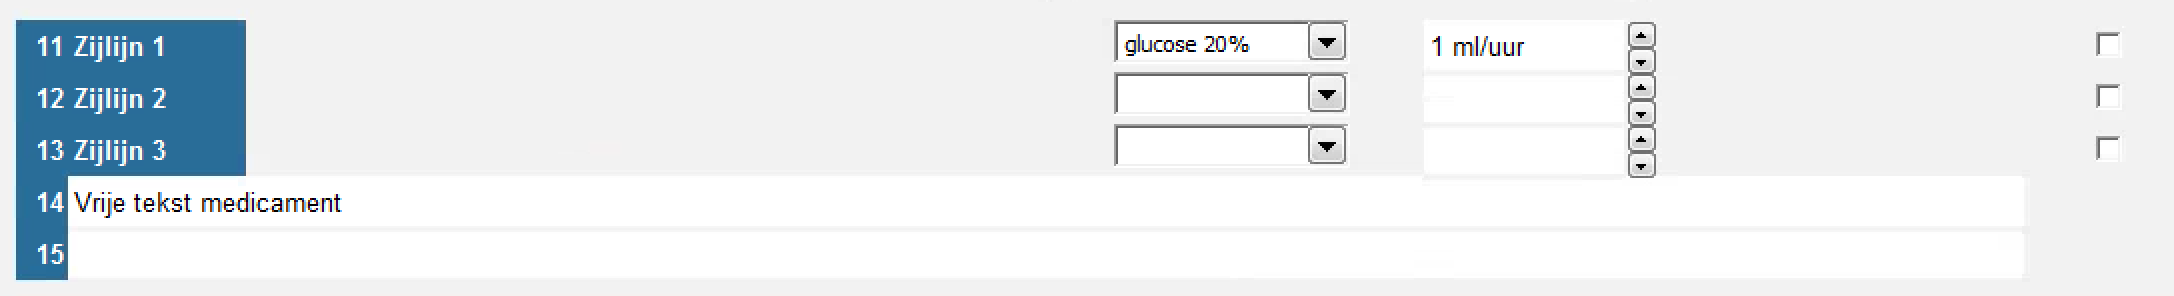 11 Zijlijn 1 glucose 20% 1 ml/uur
12 Zijlijn 2
13 Zijlijn 3
14 Vrije tekst medicament
15